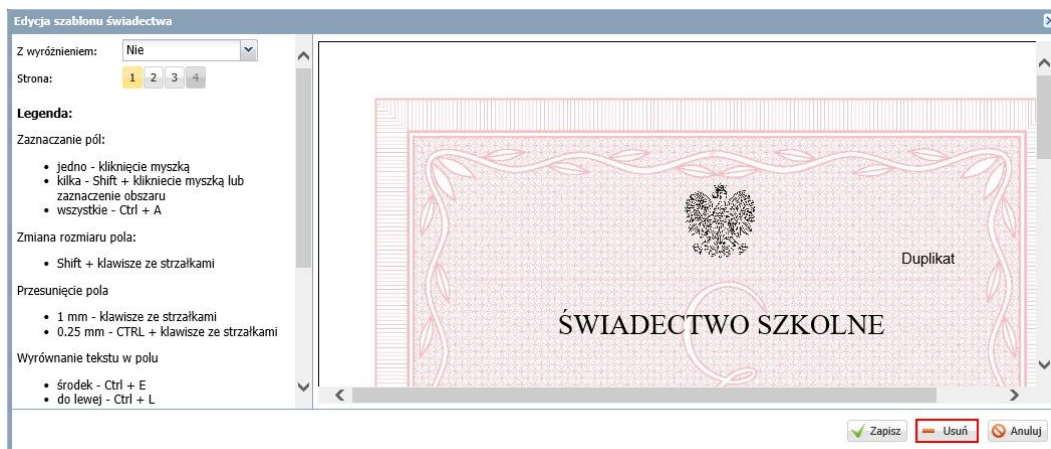 Edycja szablonu świadectwa
Z wyróżnieniem: Nie
Strona: 1 2 3 4
Legenda:
Zaznaczanie pól:
• jedno - kliknięcie myszką
• kilka - Shift + klikniecie myszką lub
zaznaczenie obszaru
• wszystkie - Ctrl + A
Zmiana rozmiaru pola:
• Shift + klawisze ze strzałkami
Przesunięcie pola
• 1 mm - klawisze ze strzałkami
• 0.25 mm - CTRL + klawisze ze strzałkami
Wyrównanie tekstu w polu
• środek - Ctrl + E
• do lewej - Ctrl + L
Duplikat
ŚWIADECTWO SZKOLNE
Zapisz Usuń Anuluj